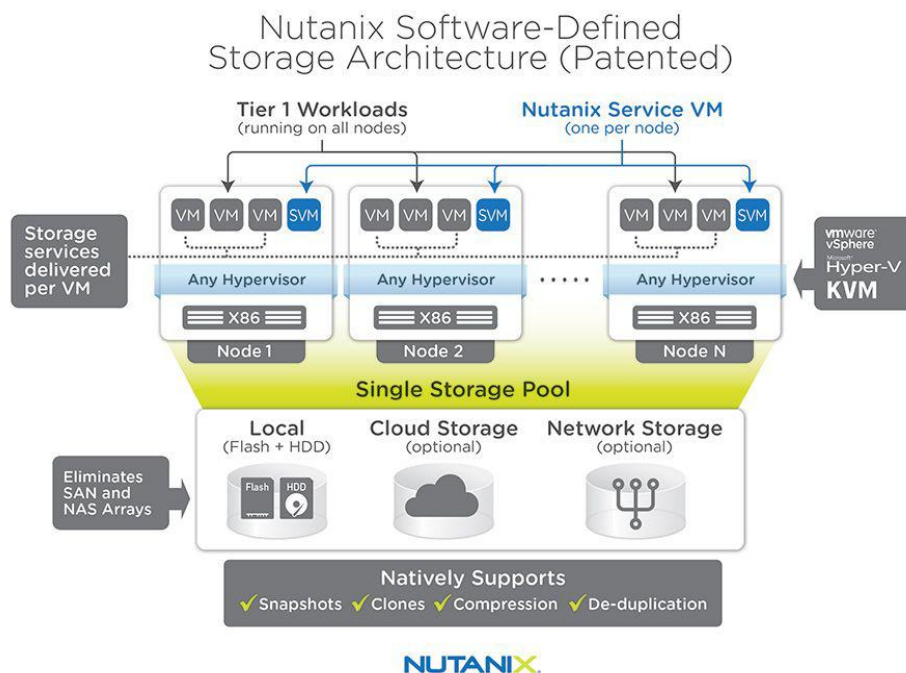 Nutanix Software-Defined
Storage Architecture (Patented)
Tier 1 Workloads
(running on all nodes)
Nutanix Service VM
(one per node)
VM VM VM SVM
VM VM VM SVM
VM VM VM SVM
Storage
services
delivered
per VM
Any Hypervisor
Any Hypervisor
Any Hypervisor
vmware
vSphere
Microsoft
Hyper-V
KVM
X86
X86
X86
Node 1
Node 2
Node N
Single Storage Pool
Local
(Flash + HDD)
Cloud Storage
(optional)
Network Storage
(optional)
Eliminates
SAN and
NAS Arrays
Flash
HDD
Natively Supports
✓Snapshots ✓Clones ✓Compression ✓De-duplication
NUTANIX